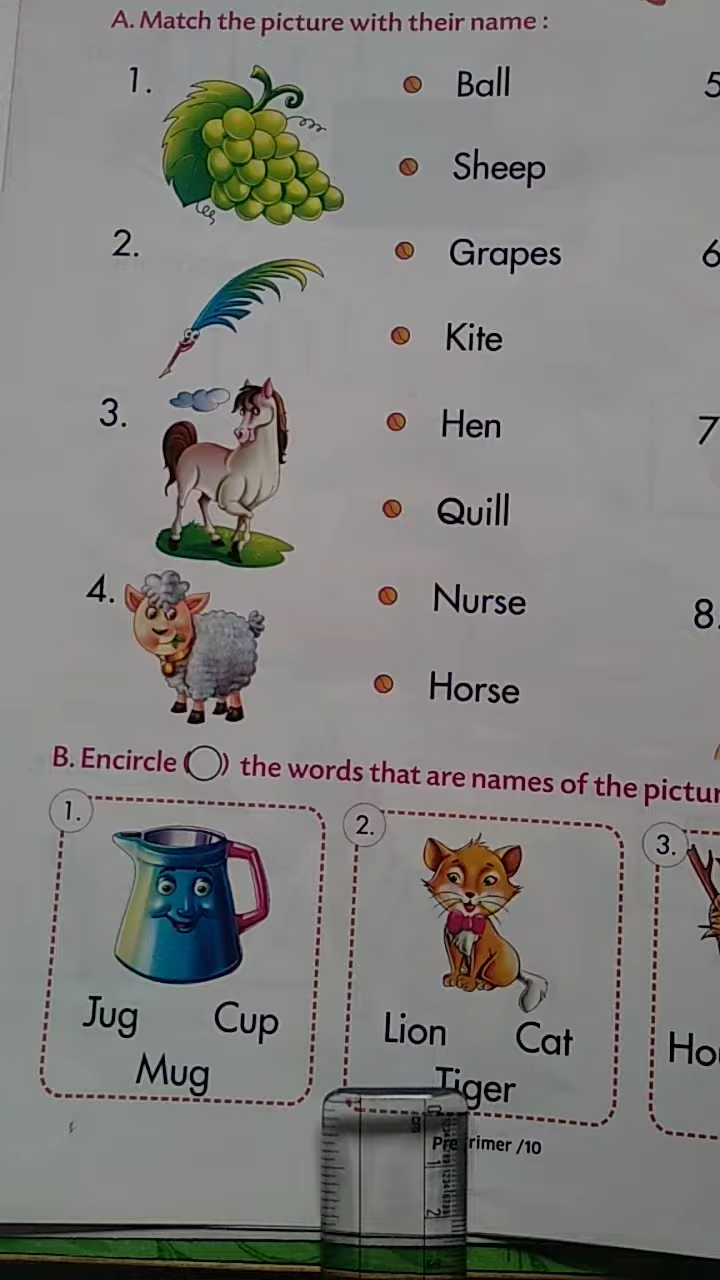 A. Match the picture with their name :
1.
Ball
5
Sheep
2.
Grapes
6
Kite
3.
Hen
7
Quill
4.
Nurse
8.
Horse
B. Encircle ( ) the words that are names of the pictur
1.
2.
3.
Jug Cup
Mug
Lion Cat
Tiger
Ho
Pre rimer /10